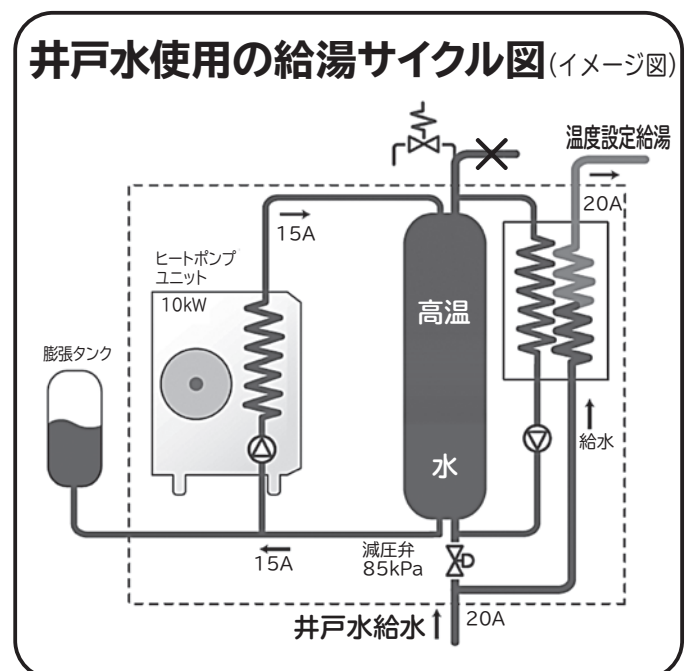 井戸水使用の給湯サイクル図(イメージ図)
温度設定給湯
20A
15A
ヒートポンプ
ユニット
10kW
高温
膨張タンク
水
給水
減圧弁
85kPa
15A
井戸水給水
20A